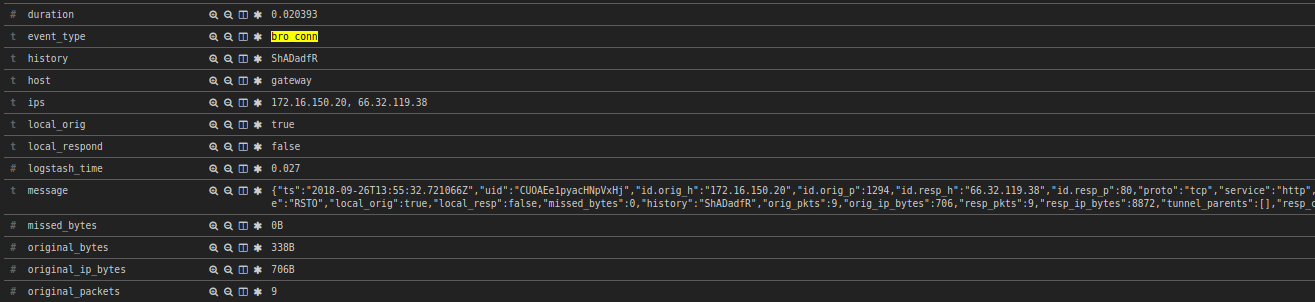 # duration 0.020393
t event_type bro_conn
t history ShADadfR
t host gateway
t ips 172.16.150.20, 66.32.119.38
t local_orig true
t local_respond false
# logstash_time 0.027
t message {"ts":"2018-09-26T13:55:32.721066Z","uid":"CUOAEe1pyacHNpVxHj","id.orig_h":"172.16.150.20","id.orig_p":1294,"id.resp_h":"66.32.119.38","id.resp_p":80,"proto":"tcp","service":"http",
e":"RSTO","local_orig":true,"local_resp":false,"missed_bytes":0,"history":"ShADadfR","orig_pkts":9,"orig_ip_bytes":706,"resp_pkts":9,"resp_ip_bytes":8872,"tunnel_parents":[],"resp_c
# missed_bytes 0B
# original_bytes 338B
# original_ip_bytes 706B
# original_packets 9